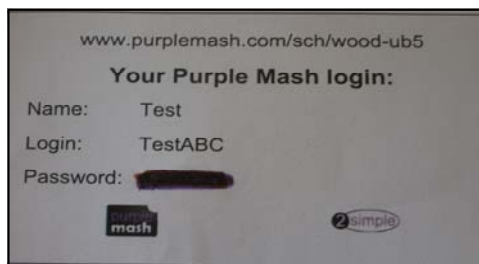 www.purplemash.com/sch/wood-ub5
Your Purple Mash login:
Name: Test
Login: TestABC
Password:
purple
mash
2simple